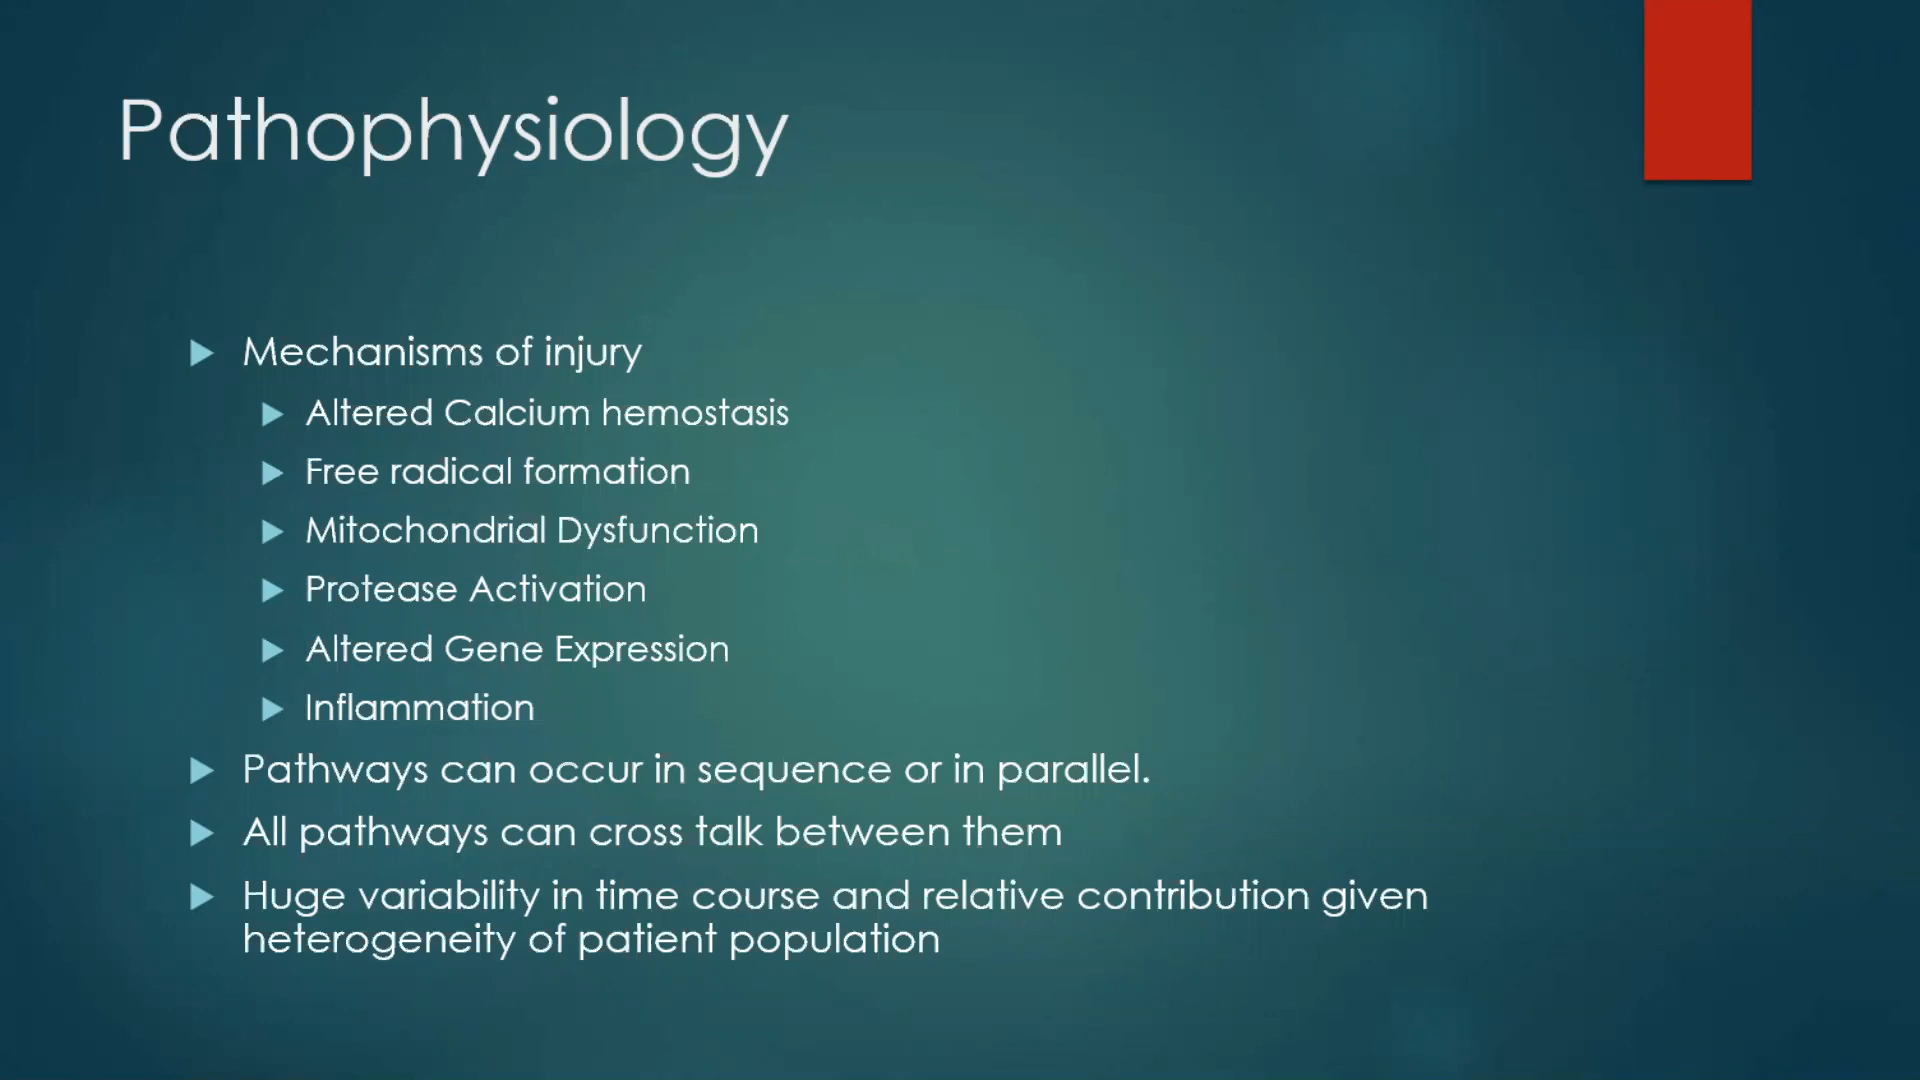 Pathophysiology
Mechanisms of injury
Altered Calcium hemostasis
Free radical formation
Mitochondrial Dysfunction
Protease Activation
Altered Gene Expression
Inflammation
Pathways can occur in sequence or in parallel.
All pathways can cross talk between them
Huge variability in time course and relative contribution given
heterogeneity of patient population